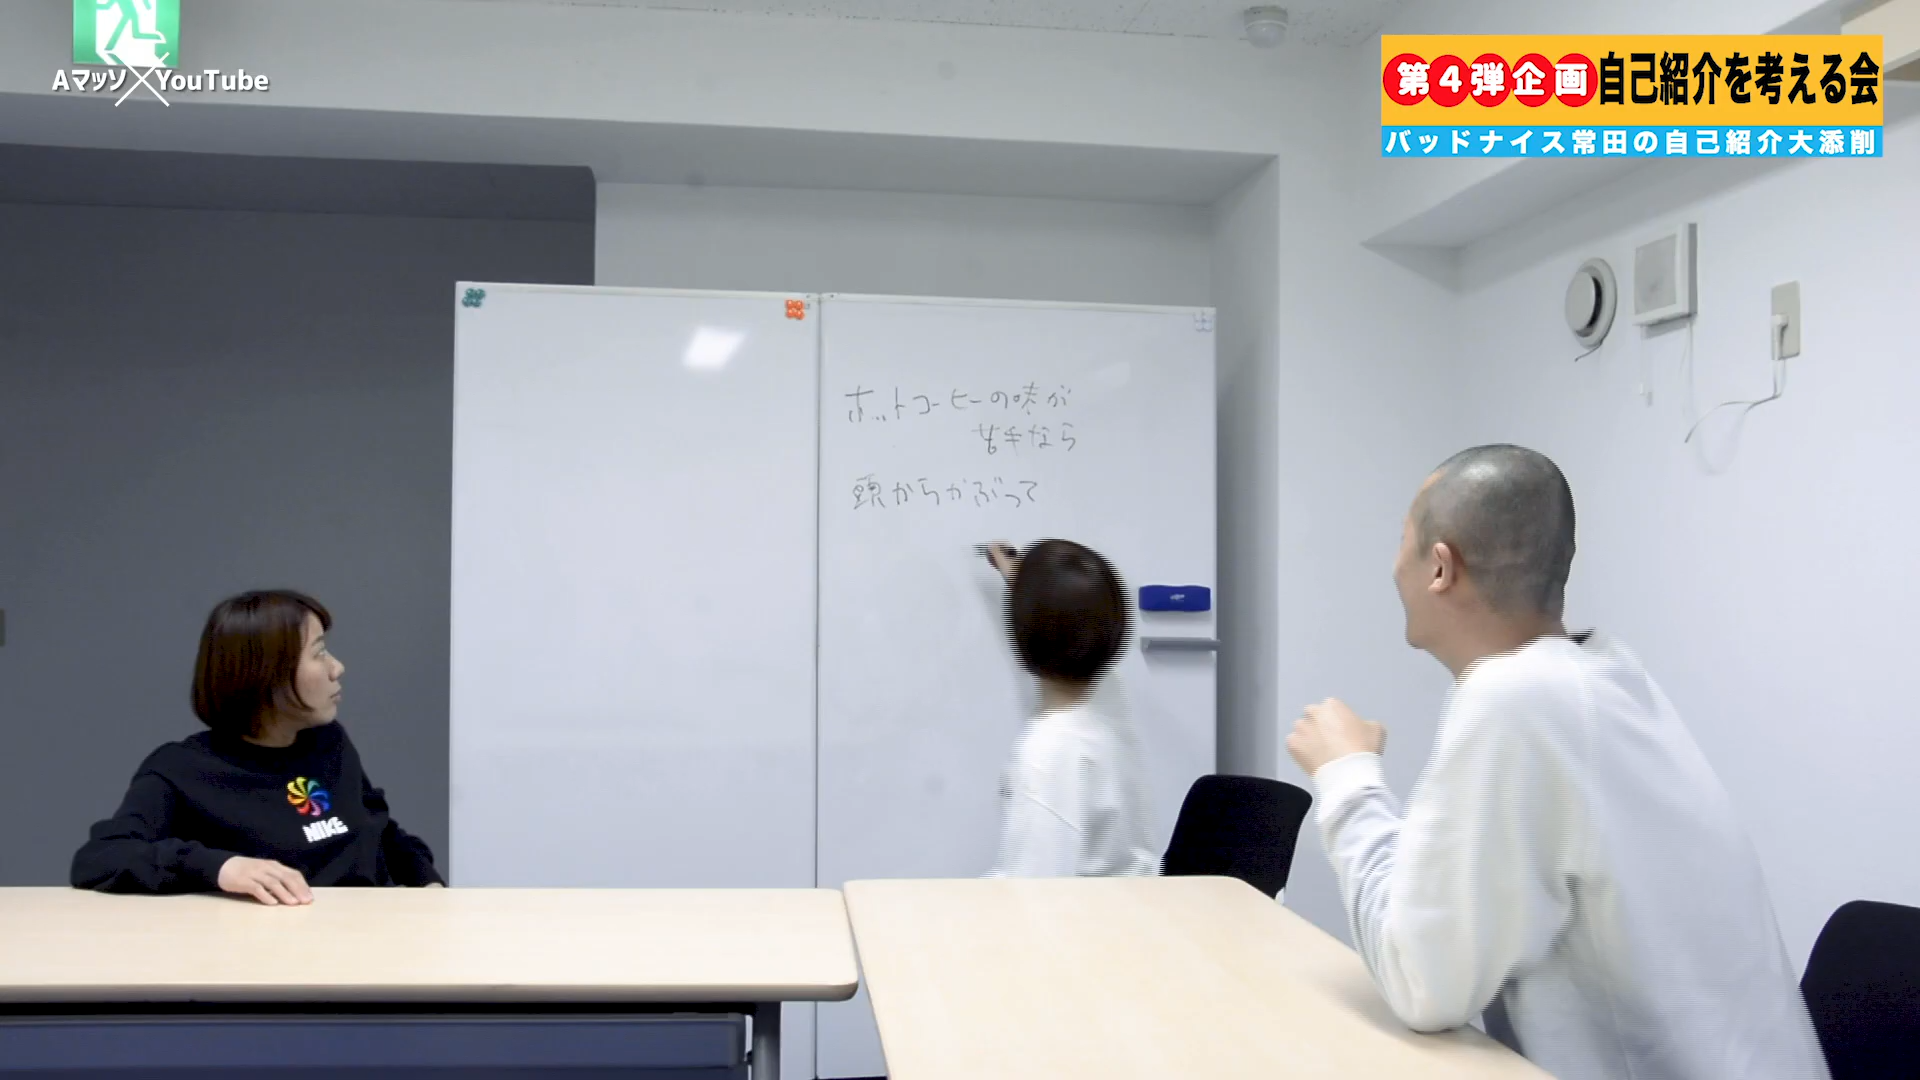 Aマッソ×YouTube
第4弾企画 自己紹介を考える会
バッドナイス常田の自己紹介大添削
ホットコーヒーの味が
苦手なら
頭からかぶって
NIKE